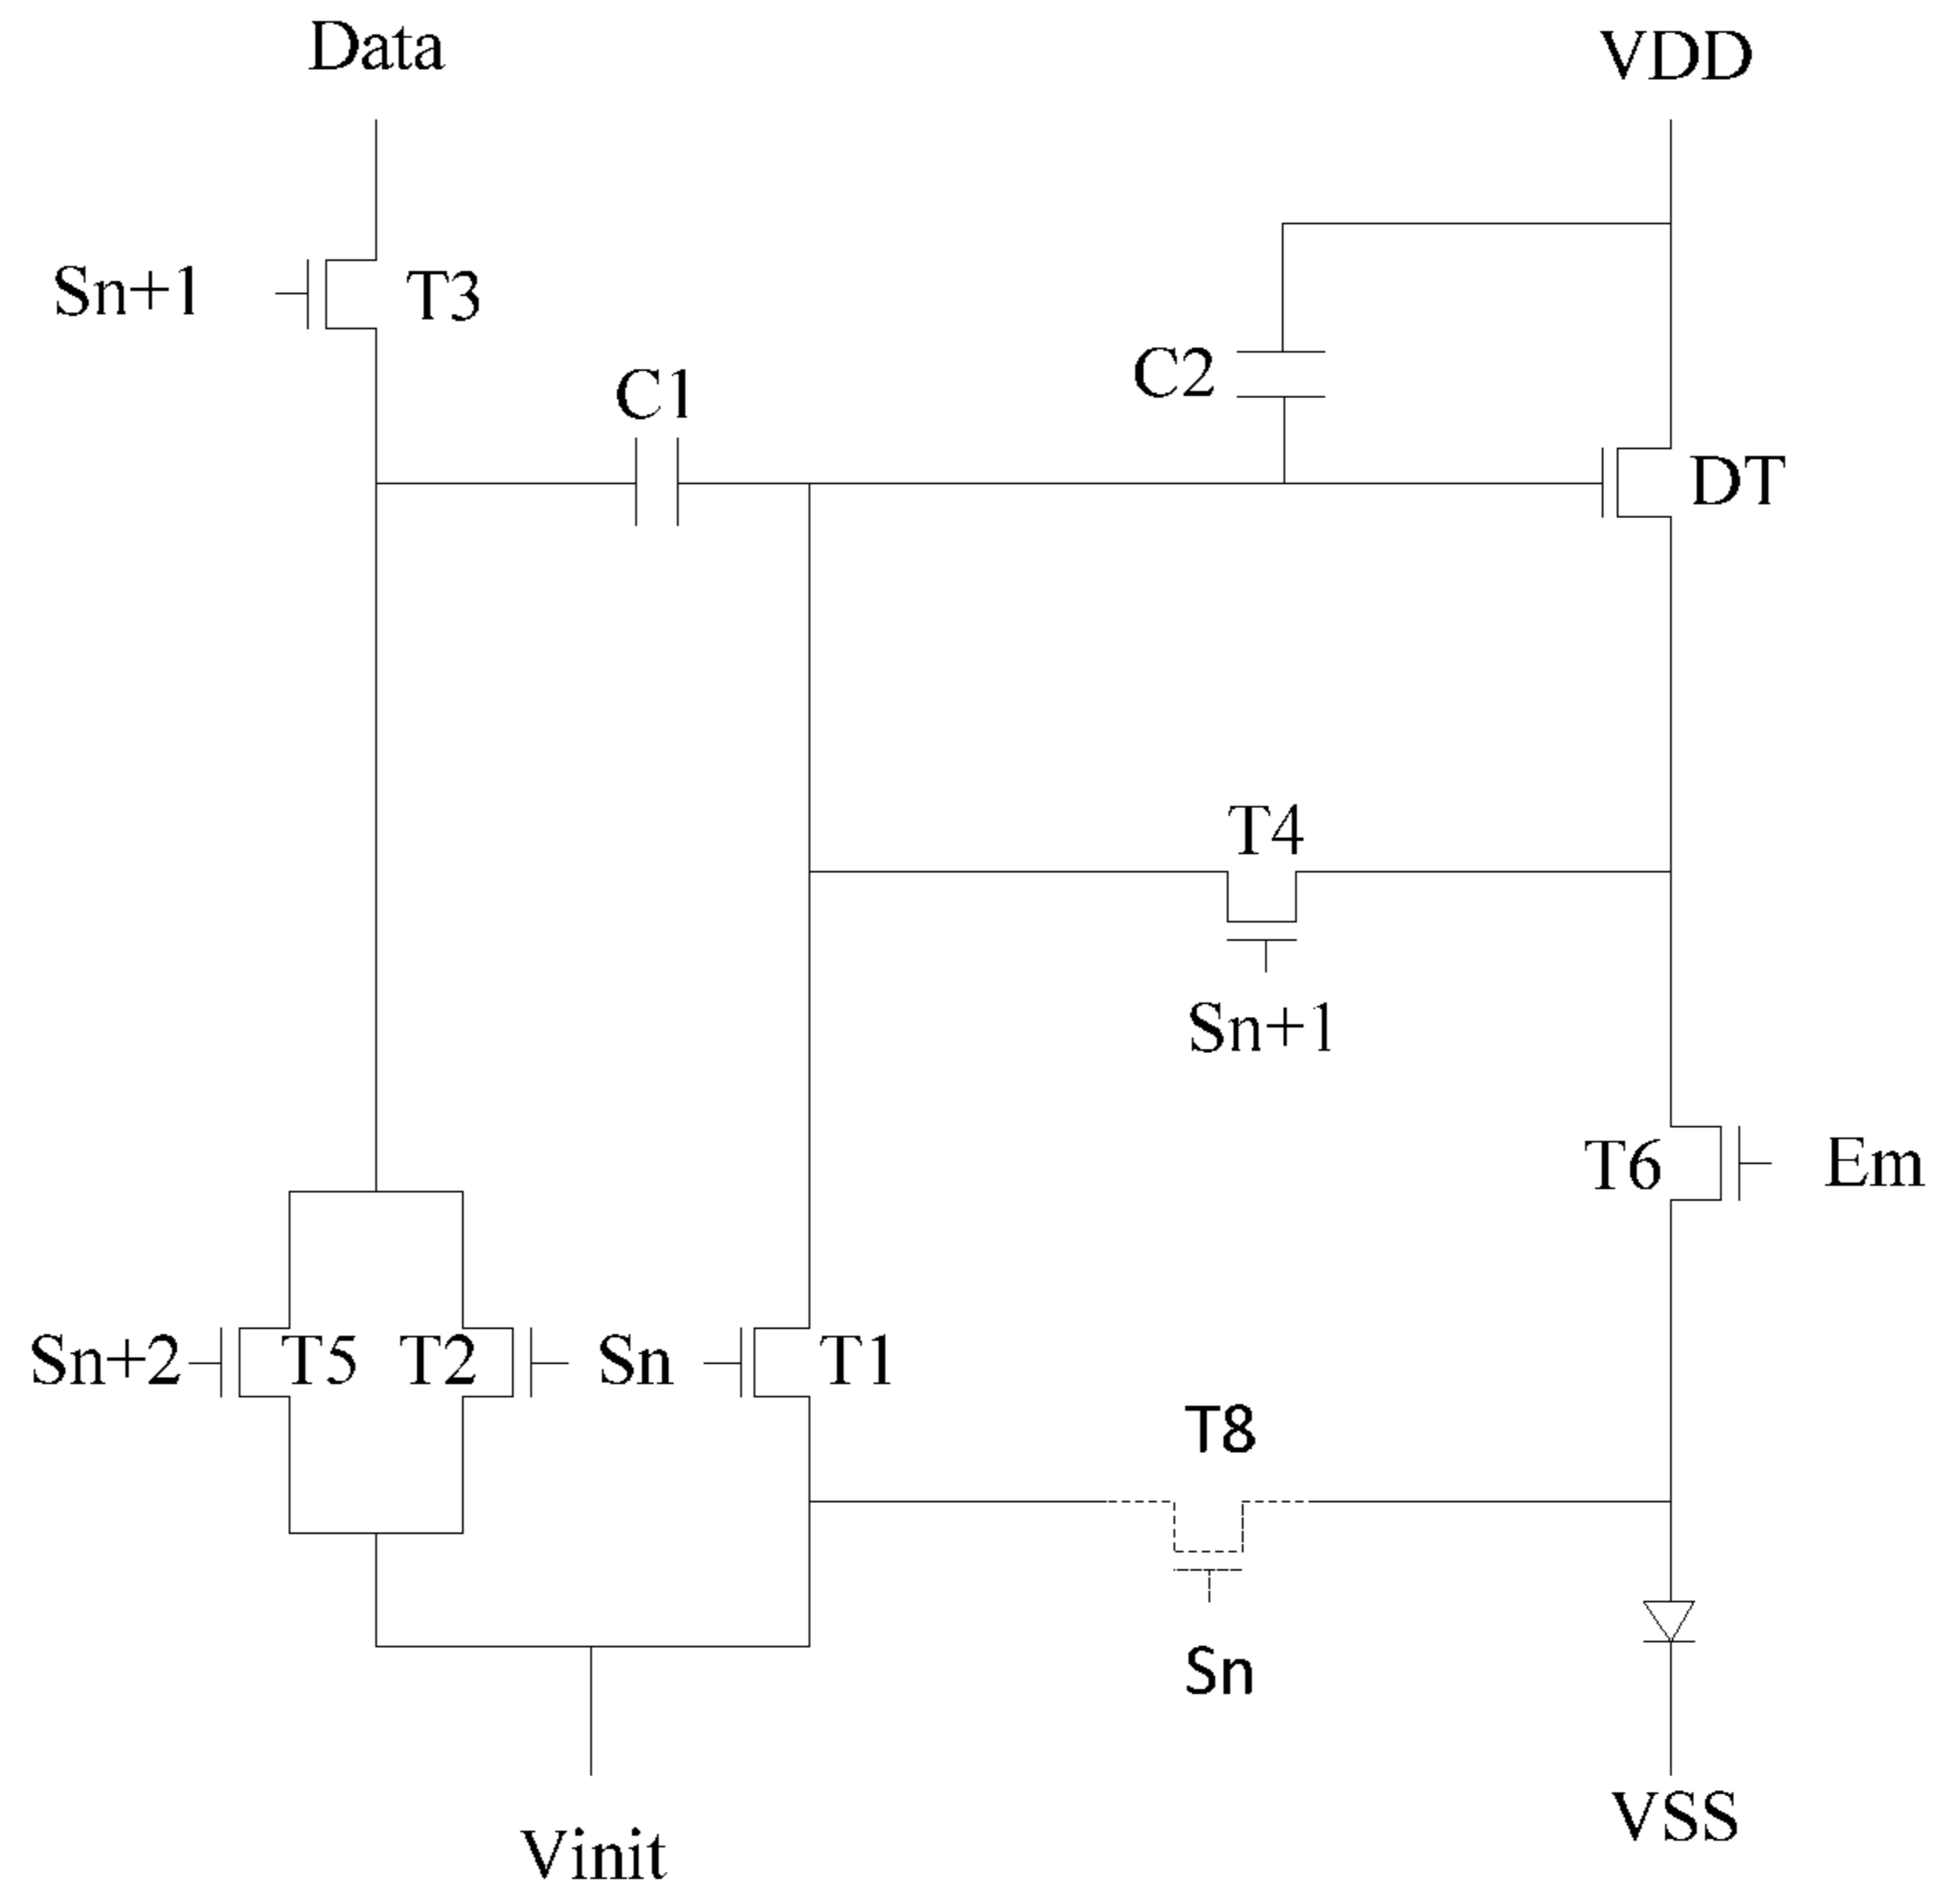 Data
VDD
Sn+1
T3
C1
C2
DT
T4
Sn+1
T6
Em
Sn+2
T5
T2
Sn
T1
T8
Sn
VSS
Vinit